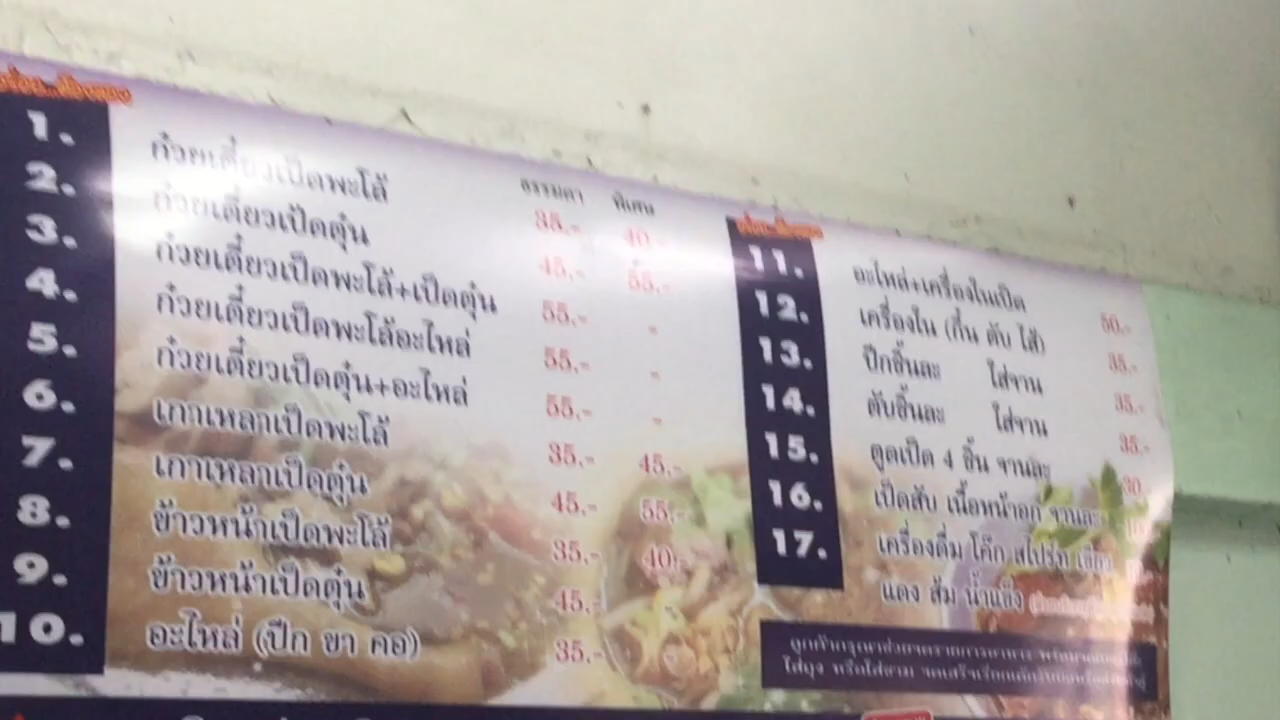 1. ก๋วยเตี๋ยวเป็ดพะโล้ 35.- 40.-
2. ก๋วยเตี๋ยวเป็ดตุ๋น 45.- 55.-
3. ก๋วยเตี๋ยวเป็ดพะโล้+เป็ดตุ๋น 55.- -
4. ก๋วยเตี๋ยวเป็ดพะโล้อะไหล่ 55.- -
5. ก๋วยเตี๋ยวเป็ดตุ๋น+อะไหล่ 55.- -
6. เกาเหลาเป็ดพะโล้ 35.- 45.-
7. เกาเหลาเป็ดตุ๋น 45.- 55.-
8. ข้าวหน้าเป็ดพะโล้ 35.- 40.-
9. ข้าวหน้าเป็ดตุ๋น 45.- -
10. อะไหล่ (ปีก ขา คอ) 35.- -
ธรรมดา พิเศษ
11. อะไหล่+เครื่องในเป็ด 50.-
12. เครื่องใน (กึ๋น ตับ ไส้) 35.-
13. ปีกชิ้นละ ใส่จาน 35.-
14. ตับชิ้นละ ใส่จาน 35.-
15. ตูดเป็ด 4 ชิ้น จานละ 30
16. เป็ดสับ เนื้อหน้าอก จานละ
17. เครื่องดื่ม โค๊ก สไปร์ท เขียว
แดง ส้ม น้ำแข็ง